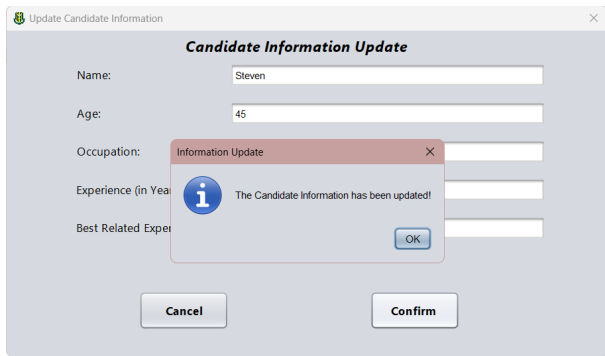 Update Candidate Information
Candidate Information Update
Name:
Steven
Age:
45
Occupation:
Information Update
Experience (in Yea
The Candidate Information has been updated!
Best Related Exper
OK
Cancel
Confirm